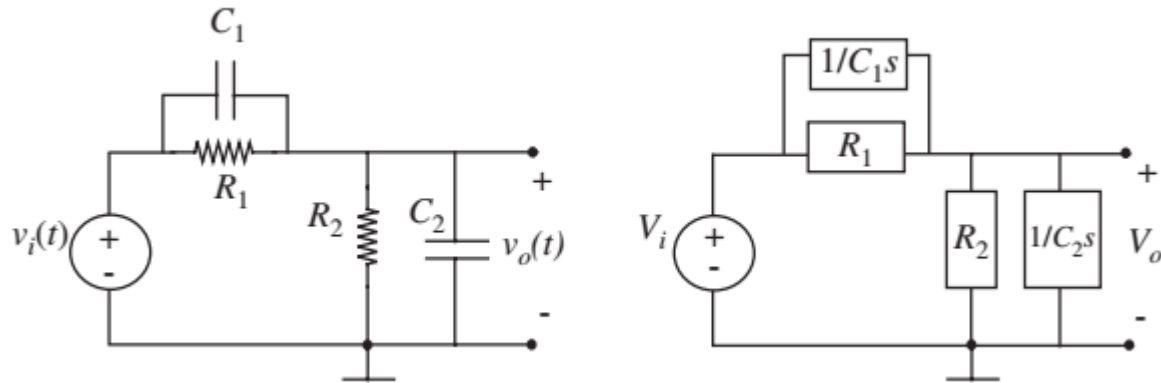 C₁
R₁
vᵢ(t)
+
-
R₂
C₂
+
vₒ(t)
-
1/C₁s
R₁
Vᵢ
+
-
R₂
1/C₂s
+
Vₒ
-